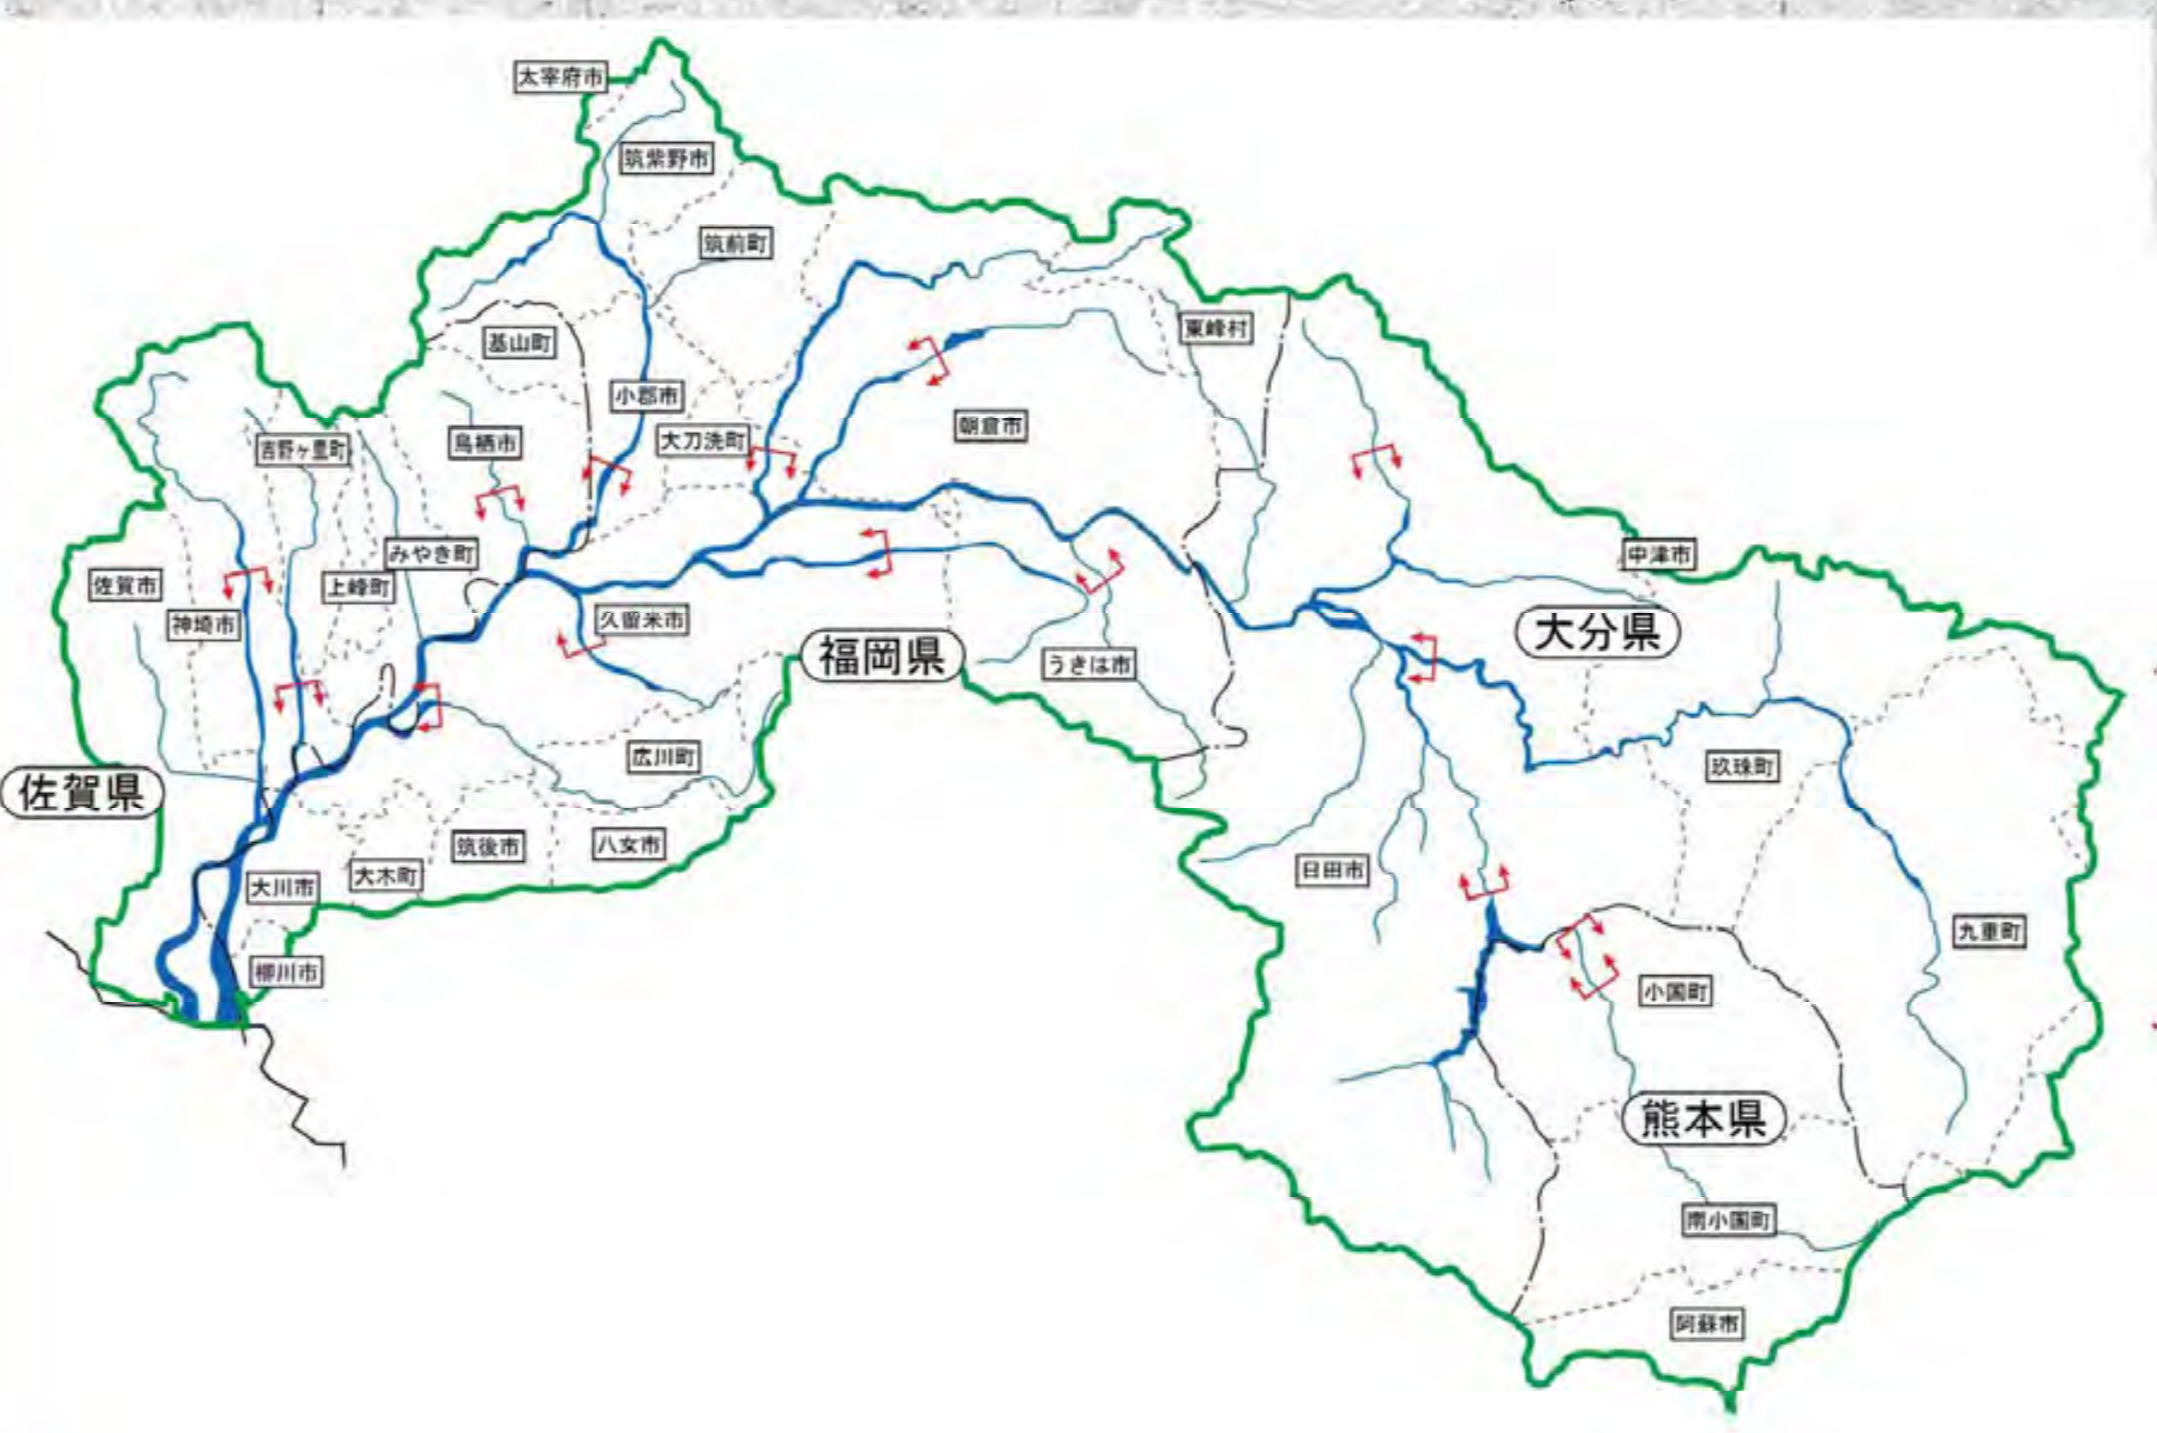 太宰府市
筑紫野市
筑前町
東峰村
基山町
小郡市
朝倉市
鳥栖市
大刀洗町
吉野ヶ里町
みやき町
中津市
佐賀市
上峰町
神埼市
久留米市
大分県
福岡県
うきは市
広川町
玖珠町
佐賀県
筑後市
八女市
日田市
大木町
大川市
九重町
柳川市
小国町
熊本県
南小国町
阿蘇市